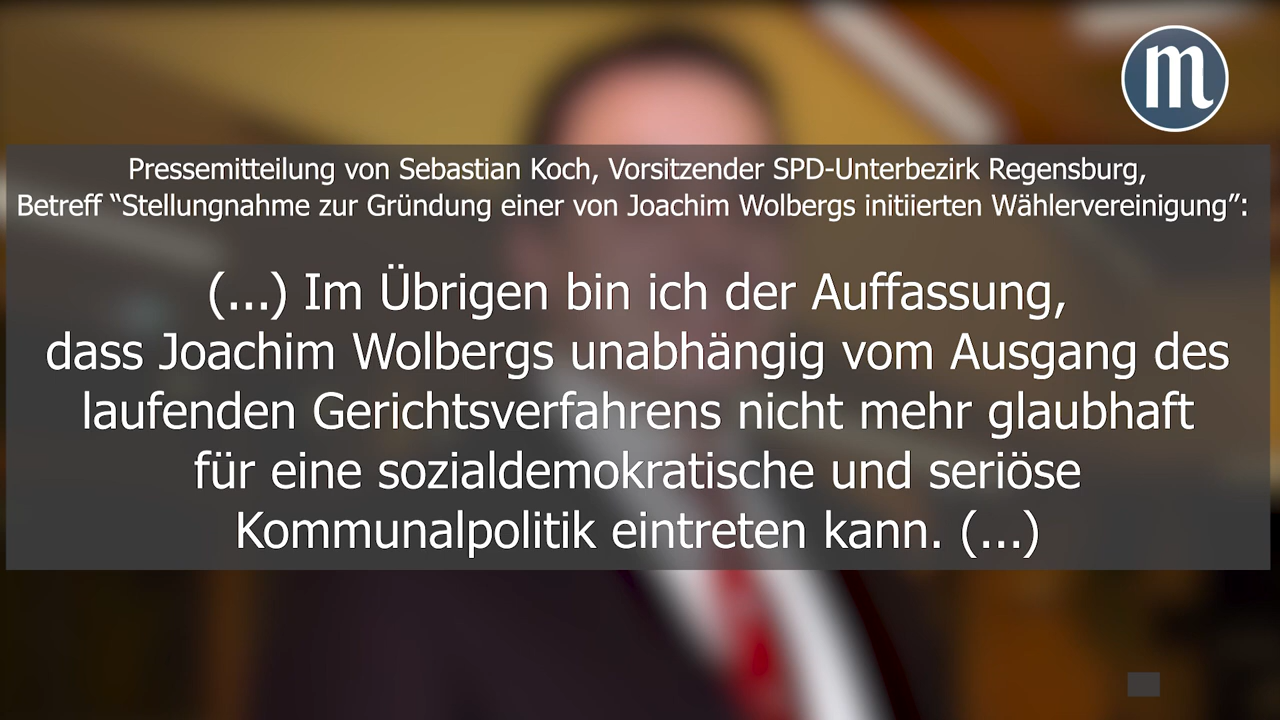 m
Pressemitteilung von Sebastian Koch, Vorsitzender SPD-Unterbezirk Regensburg,
Betreff “Stellungnahme zur Gründung einer von Joachim Wolbergs initiierten Wählervereinigung”:
(...) Im Übrigen bin ich der Auffassung,
dass Joachim Wolbergs unabhängig vom Ausgang des
laufenden Gerichtsverfahrens nicht mehr glaubhaft
für eine sozialdemokratische und seriöse
Kommunalpolitik eintreten kann. (...)